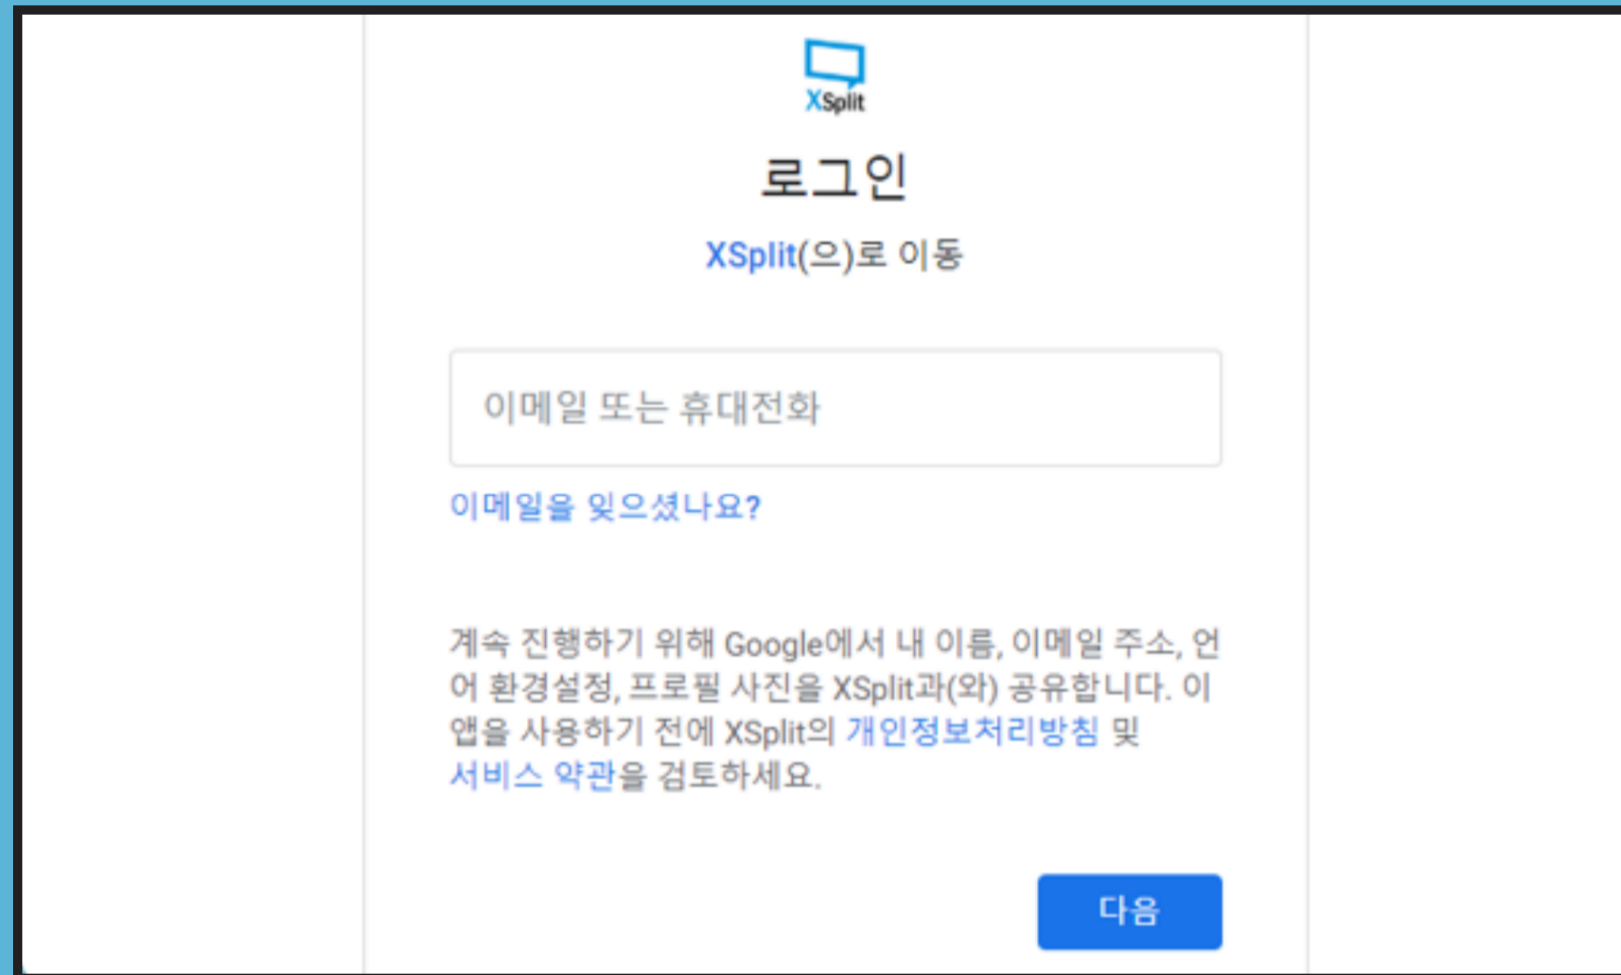 XSplit
로그인
XSplit(으)로 이동
이메일 또는 휴대전화
이메일을 잊으셨나요?
계속 진행하기 위해 Google에서 내 이름, 이메일 주소, 언
어 환경설정, 프로필 사진을 XSplit과(와) 공유합니다. 이
앱을 사용하기 전에 XSplit의 개인정보처리방침 및
서비스 약관을 검토하세요.
다음